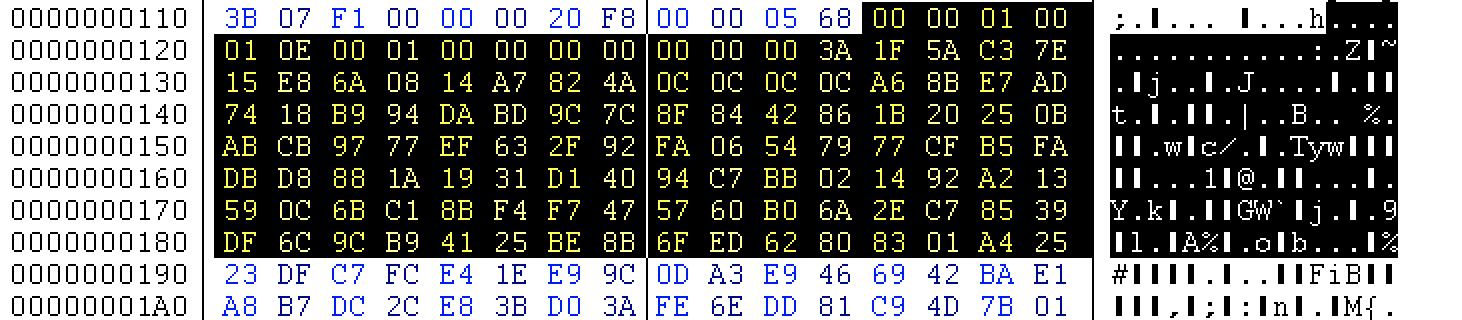 0000000110 3B 07 F1 00 00 00 20 F8 00 00 05 68 00 00 01 00 ;.▌... ▌...h....
0000000120 01 0E 00 01 00 00 00 00 00 00 00 3A 1F 5A C3 7E ...........:.Z▌~
0000000130 15 E8 6A 08 14 A7 82 4A 0C 0C 0C 0C A6 8B E7 AD .▌j..▌.J....▌.▌▌
0000000140 74 18 B9 94 DA BD 9C 7C 8F 84 42 86 1B 20 25 0B t.▌.▌▌.|..B.. %.
0000000150 AB CB 97 77 EF 63 2F 92 FA 06 54 79 77 CF B5 FA ▌▌.w▌c/.▌.Tyw▌▌▌
0000000160 DB D8 88 1A 19 31 D1 40 94 C7 BB 02 14 92 A2 13 ▌▌...1▌@.▌▌...▌.
0000000170 59 0C 6B C1 8B F4 F7 47 57 60 B0 6A 2E C7 85 39 Y.k▌.▌▌GW`▌j.▌.9
0000000180 DF 6C 9C B9 41 25 BE 8B 6F ED 62 80 83 01 A4 25 ▌l.▌A%▌.o▌b...▌%
0000000190 23 DF C7 FC E4 1E E9 9C 0D A3 E9 46 69 42 BA E1 #▌▌▌▌.▌..▌▌FiB▌▌
00000001A0 A8 B7 DC 2C E8 3B D0 3A FE 6E DD 81 C9 4D 7B 01 ▌▌▌,▌;▌:▌n▌.▌M{.